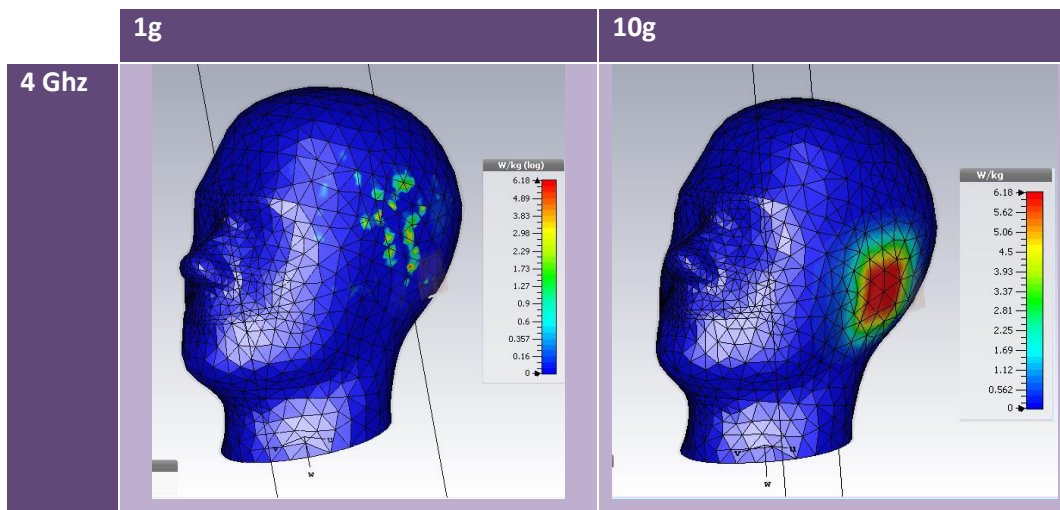 1g
10g
4 Ghz
W/kg (log)
6.18
4.89
3.83
2.98
2.29
1.73
1.27
0.9
0.6
0.357
0.16
0
v
u
w
W/kg
6.18
5.62
5.06
4.5
3.93
3.37
2.81
2.25
1.69
1.12
0.562
0
v
u
w